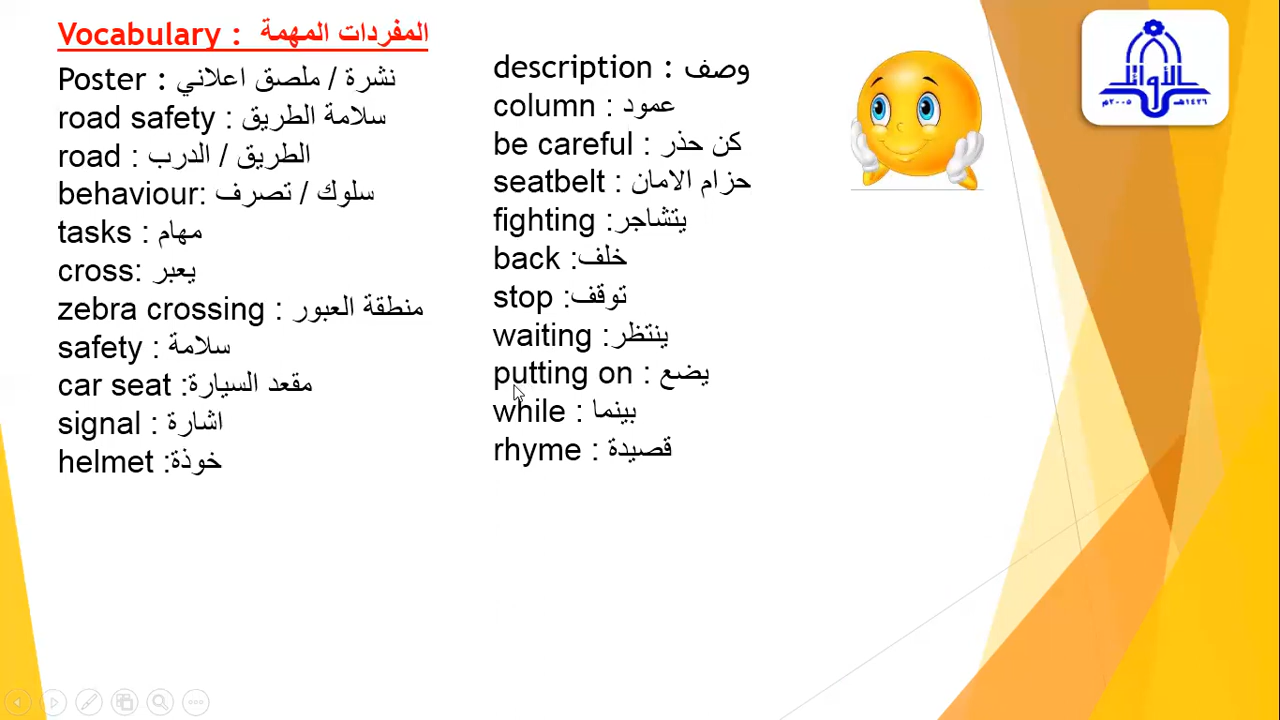 Vocabulary : المفردات المهمة
Poster : نشرة / ملصق اعلاني
road safety : سلامة الطريق
road : الطريق / الدرب
behaviour: سلوك / تصرف
tasks : مهام
cross: يعبر
zebra crossing : منطقة العبور
safety : سلامة
car seat: مقعد السيارة
signal : اشارة
helmet: خوذة
description : وصف
column : عمود
be careful : كن حذر
seatbelt : حزام الامان
fighting: يتشاجر
back: خلف
stop: توقف
waiting: ينتظر
putting on : يضع
while : بينما
rhyme : قصيدة
الأوائل
٢٠٠٥م
١٤٢٦هـ